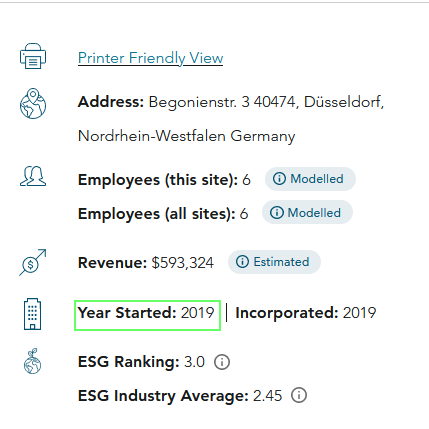 Printer Friendly View
Address: Begonienstr. 3 40474, Düsseldorf,
Nordrhein-Westfalen Germany
Employees (this site): 6 Modelled
Employees (all sites): 6 Modelled
Revenue: $593,324 Estimated
Year Started: 2019 | Incorporated: 2019
ESG Ranking: 3.0
ESG Industry Average: 2.45